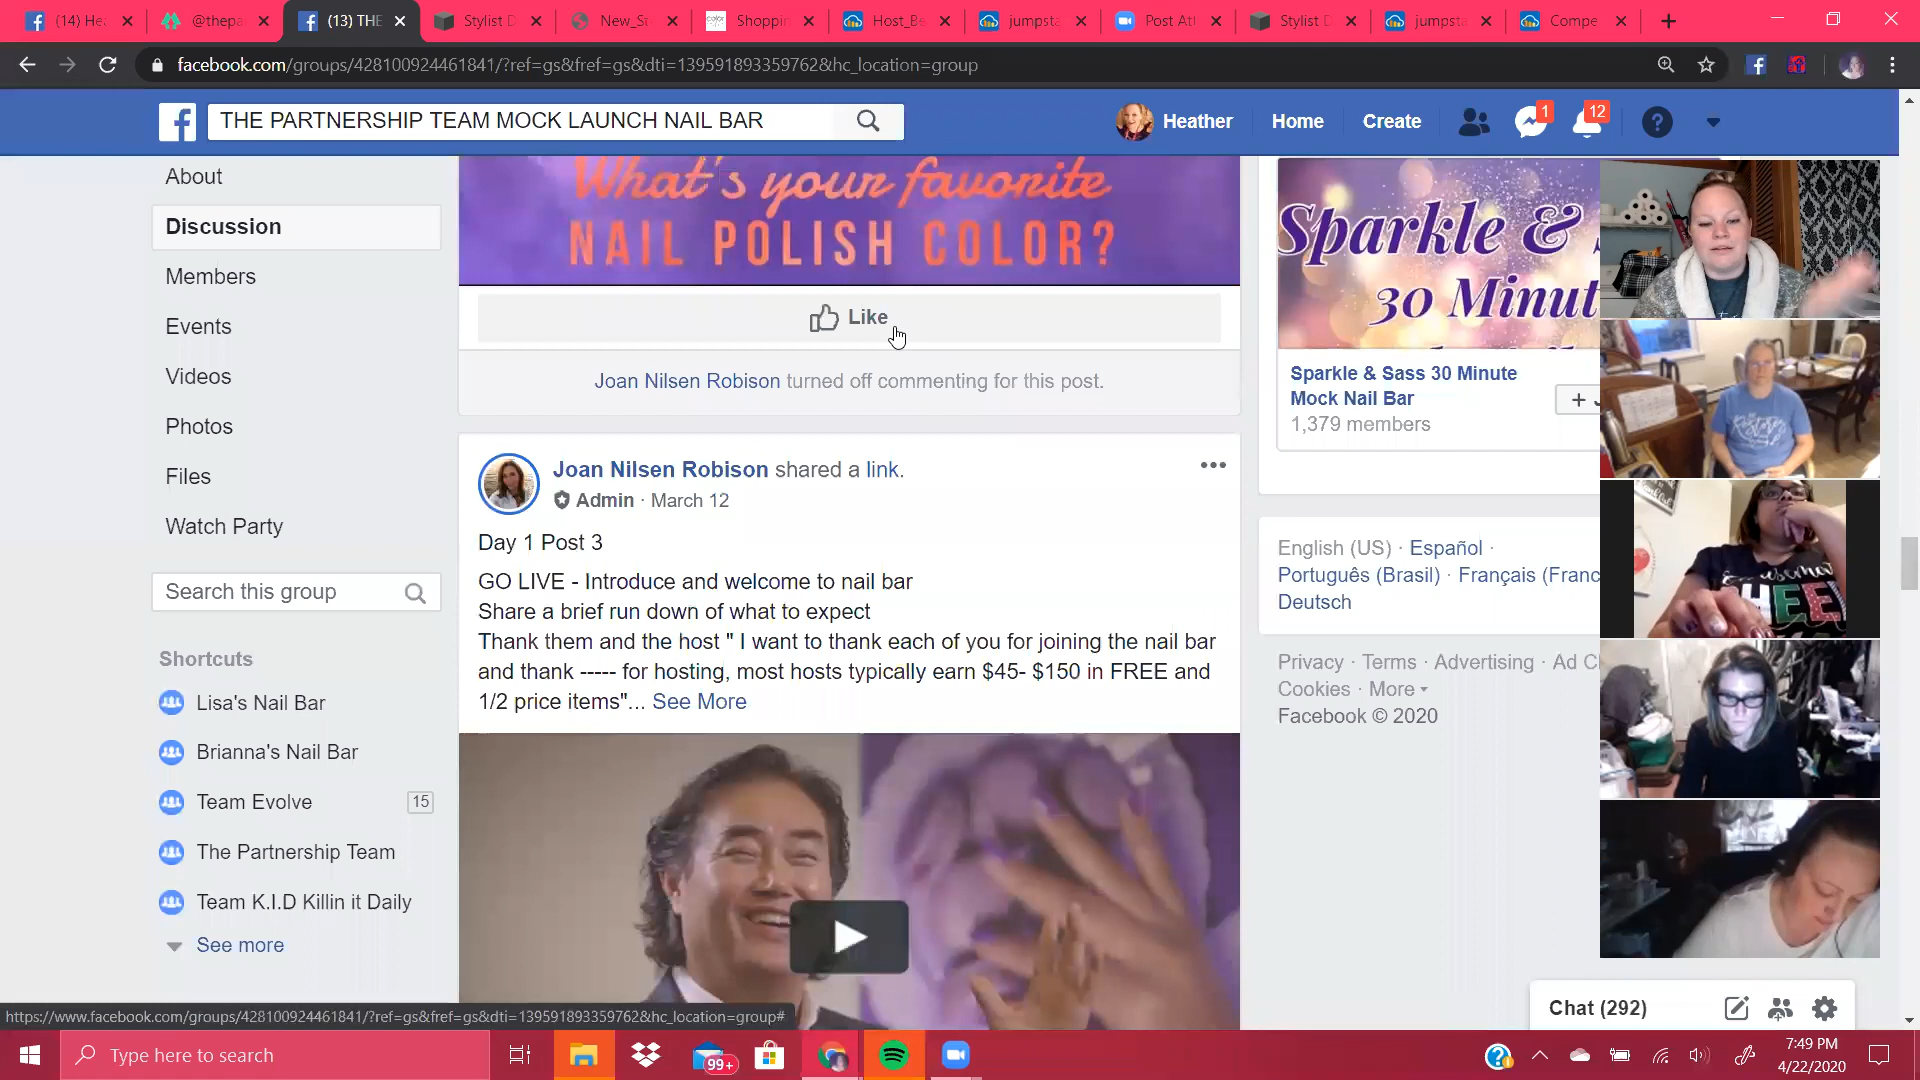 (14) He
@thepa
(13) THE
Stylist D
New_St
Shoppin
Host_Be
jumpsta
Post Att
Stylist D
jumpsta
Compe
facebook.com/groups/428100924461841/?ref=gs&fref=gs&dti=139591893359762&hc_location=group
THE PARTNERSHIP TEAM MOCK LAUNCH NAIL BAR
Heather
Home
Create
1
12
About
Discussion
Members
Events
Videos
Photos
Files
Watch Party
Search this group
Shortcuts
Lisa's Nail Bar
Brianna's Nail Bar
Team Evolve 15
The Partnership Team
Team K.I.D Killin it Daily
See more
What's your favorite
NAIL POLISH COLOR?
Like
Joan Nilsen Robison turned off commenting for this post.
Joan Nilsen Robison shared a link.
Admin · March 12
Day 1 Post 3
GO LIVE - Introduce and welcome to nail bar
Share a brief run down of what to expect
Thank them and the host " I want to thank each of you for joining the nail bar
and thank ----- for hosting, most hosts typically earn $45- $150 in FREE and
1/2 price items"... See More
Sparkle &
30 Minut
Sparkle & Sass 30 Minute
Mock Nail Bar
1,379 members
English (US) · Español ·
Português (Brasil) · Français (Franc
Deutsch
Privacy · Terms · Advertising · Ad C
Cookies · More
Facebook © 2020
Chat (292)
https://www.facebook.com/groups/428100924461841/?ref=gs&fref=gs&dti=139591893359762&hc_location=group#
Type here to search
99+
7:49 PM
4/22/2020